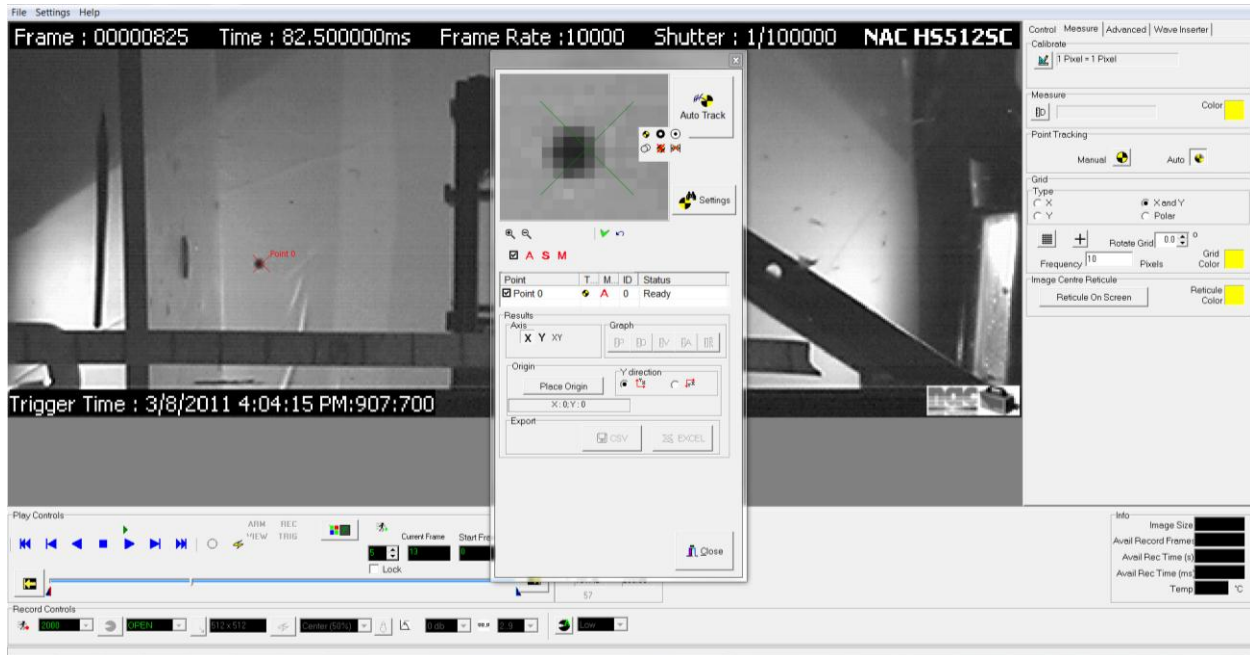 File Settings Help
Frame : 00000825 Time : 82.500000ms Frame Rate :10000 Shutter : 1/100000 NAC HS512SC
Control Measure Advanced Wave Inserter
Calibrate
1 Pixel = 1 Pixel
Measure
Color
Point Tracking
Manual Auto
Grid
Type
X X and Y
Y Polar
Rotate Grid 0.0 °
Frequency 10 Pixels Grid Color
Image Centre Reticule
Reticule On Screen Reticule Color
Auto Track
Settings
A S M
Point T... M... ID Status
Point 0 A 0 Ready
Results
Axis Graph
X Y XY
Origin Y direction
Place Origin
X : 0; Y : 0
Export
CSV EXCEL
Close
Point 0
Trigger Time : 3/8/2011 4:04:15 PM:907:700
nac
Play Controls
ARM REC
VIEW TRIG
Current Frame Start Fre
5 13 0
Lock
57
Info
Image Size
Avail Record Frames
Avail Rec Time (s)
Avail Rec Time (ms)
Temp °C
Record Controls
2000 OPEN 512 x 512 Center (50%) 0 db 2..9 Low